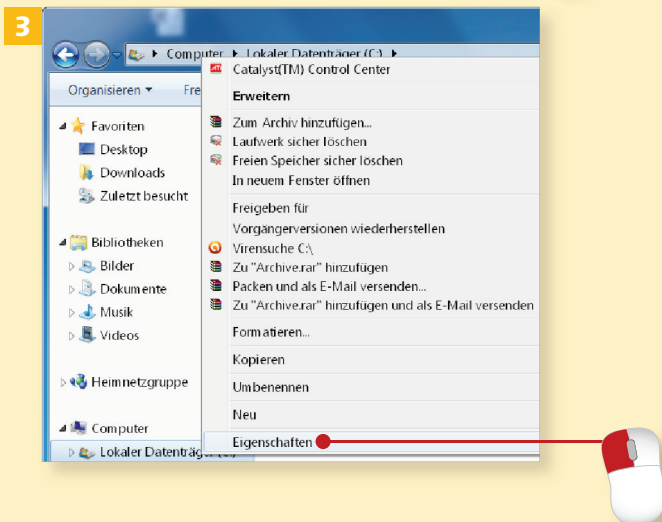 3
Computer ▸ Lokaler Datenträger (C:) ▸
Organisieren ▾ Fre
Favoriten
Desktop
Downloads
Zuletzt besucht
Bibliotheken
Bilder
Dokumente
Musik
Videos
Heimnetzgruppe
Computer
Lokaler Datenträg
ATI Catalyst(TM) Control Center
Erweitern
Zum Archiv hinzufügen...
Laufwerk sicher löschen
Freien Speicher sicher löschen
In neuem Fenster öffnen
Freigeben für
Vorgängerversionen wiederherstellen
Virensuche C:\
Zu "Archive.rar" hinzufügen
Packen und als E-Mail versenden...
Zu "Archive.rar" hinzufügen und als E-Mail versenden
Formatieren...
Kopieren
Umbenennen
Neu
Eigenschaften